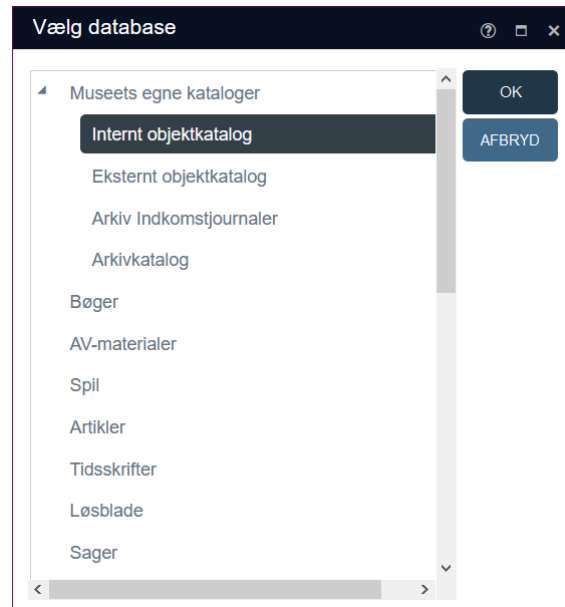 Vælg database
Museets egne kataloger
Internt objektkatalog
Eksternt objektkatalog
Arkiv Indkomstjournaler
Arkivkatalog
Bøger
AV-materialer
Spil
Artikler
Tidsskrifter
Løsblade
Sager
OK
AFBRYD